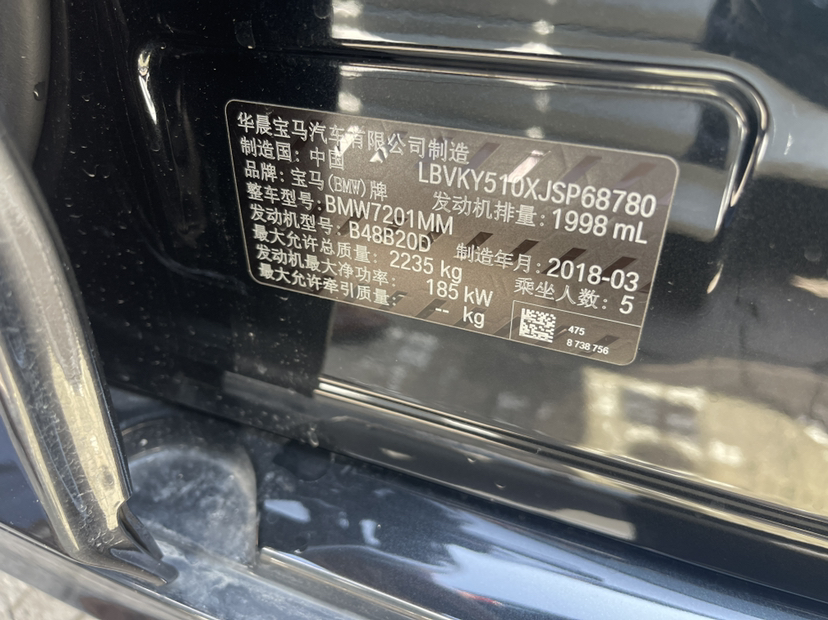 华晨宝马汽车有限公司制造
制造国：中国 LBVKY510XJSP68780
品牌：宝马(BMW)牌
整车型号：BMW7201MM 发动机排量：1998 mL
发动机型号：B48B20D
最大允许总质量： 2235 kg 制造年月：2018-03
发动机最大净功率： 185 kW 乘坐人数：5
最大允许牵引质量： -- kg
475
8 738 756